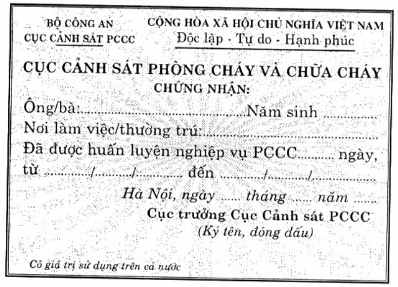 BỘ CÔNG AN CỘNG HÒA XÃ HỘI CHỦ NGHĨA VIỆT NAM
CỤC CẢNH SÁT PCCC Độc lập - Tự do - Hạnh phúc
CỤC CẢNH SÁT PHÒNG CHÁY VÀ CHỮA CHÁY
CHỨNG NHẬN:
Ông/bà:..........................................Năm sinh ..............
Nơi làm việc/thường trú:............................................
Đã được huấn luyện nghiệp vụ PCCC........... ngày,
từ ............/........../............ đến ............/........../............
Hà Nội, ngày ...... tháng ...... năm ......
Cục trưởng Cục Cảnh sát PCCC
(Ký tên, đóng dấu)
Có giá trị sử dụng trên cả nước